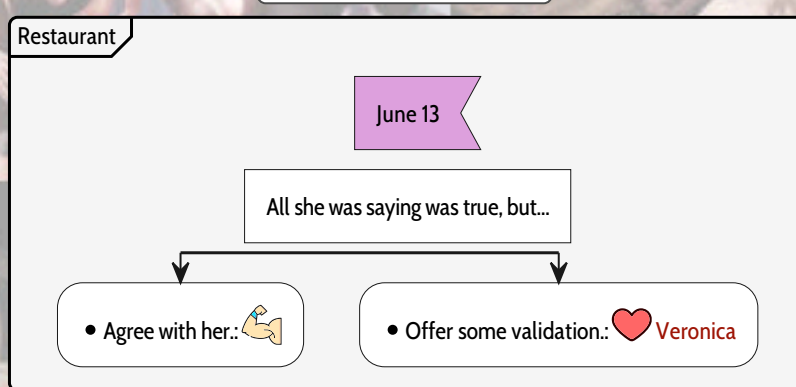 Restaurant
June 13
All she was saying was true, but...
• Agree with her.:
• Offer some validation.: Veronica